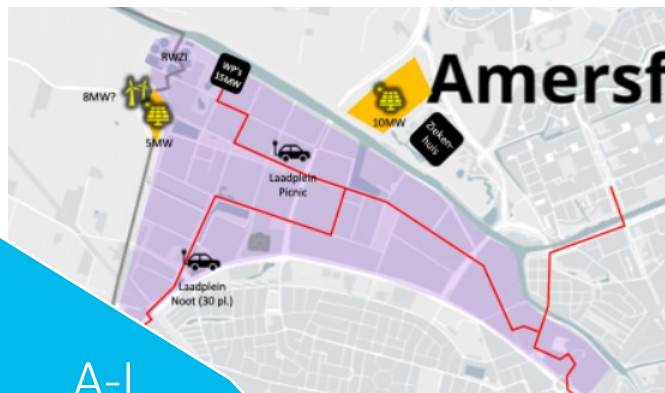 RWZI
WP's
15MW
8MW?
5MW
Amersf
10MW
Zieken-
huis
Laadplein
Picnic
Laadplein
Noot (30 pl.)
A-L